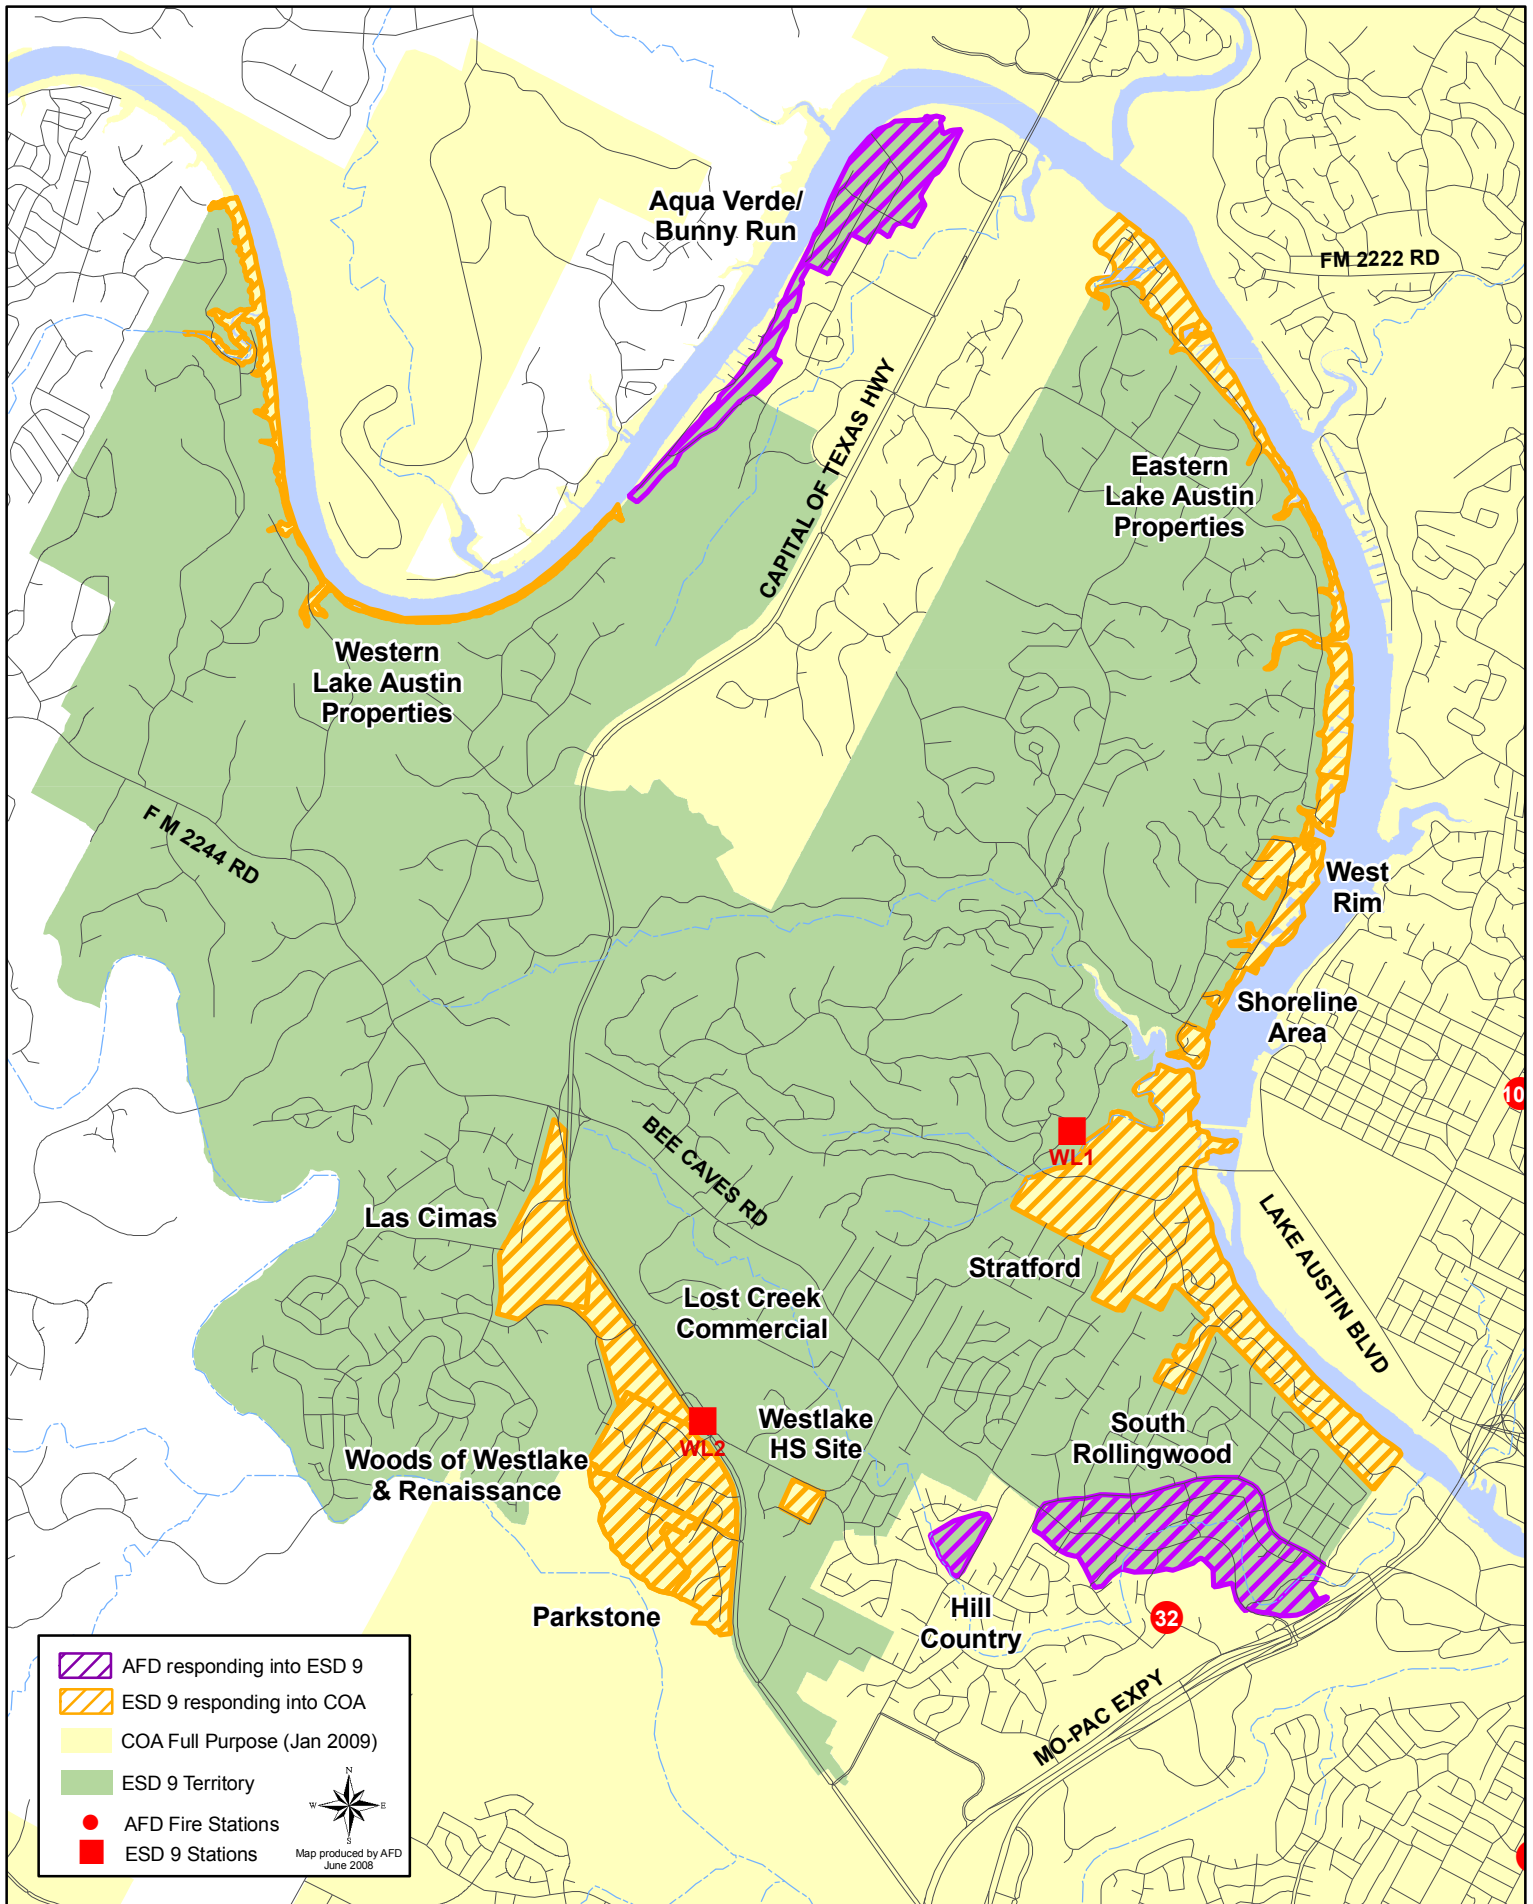 Aqua Verde/
Bunny Run
FM 2222 RD
CAPITAL OF TEXAS HWY
Eastern
Lake Austin
Properties
Western
Lake Austin
Properties
F M 2244 RD
West
Rim
Shoreline
Area
10
BEE CAVES RD
WL1
Las Cimas
LAKE AUSTIN BLVD
Stratford
Lost Creek
Commercial
Westlake
HS Site
WL2
South
Rollingwood
Woods of Westlake
& Renaissance
Parkstone
Hill
Country
32
MO-PAC EXPY
AFD responding into ESD 9
ESD 9 responding into COA
COA Full Purpose (Jan 2009)
ESD 9 Territory
AFD Fire Stations
ESD 9 Stations
N
W
E
S
Map produced by AFD
June 2008